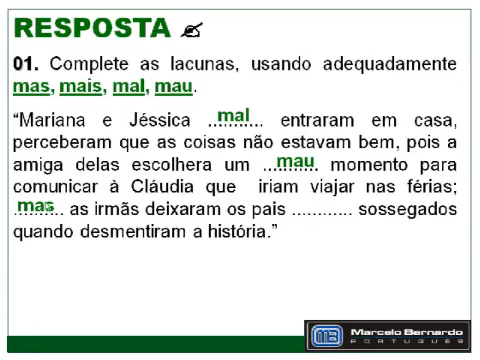 RESPOSTA
01. Complete as lacunas, usando adequadamente
mas, mais, mal, mau.
“Mariana e Jéssica ...mal... entraram em casa,
perceberam que as coisas não estavam bem, pois a
amiga delas escolhera um ...mau... momento para
comunicar à Cláudia que iriam viajar nas férias;
...mas... as irmãs deixaram os pais ............ sossegados
quando desmentiram a história.”
MB Marcelo Bernardo
PORTUGUÊS